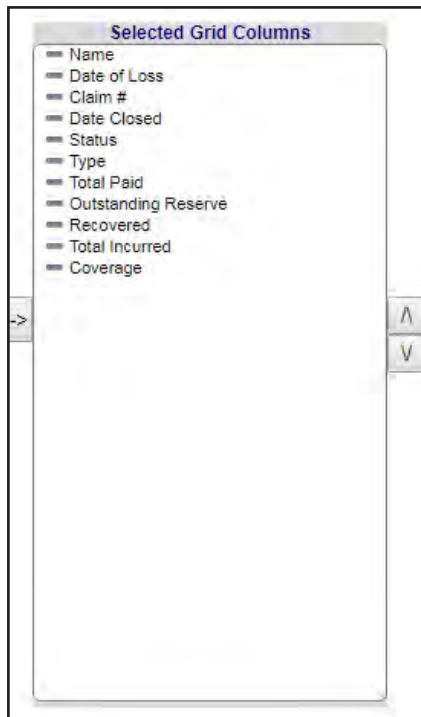 Selected Grid Columns
Name
Date of Loss
Claim #
Date Closed
Status
Type
Total Paid
Outstanding Reserve
Recovered
Total Incurred
Coverage
->
/\
\/